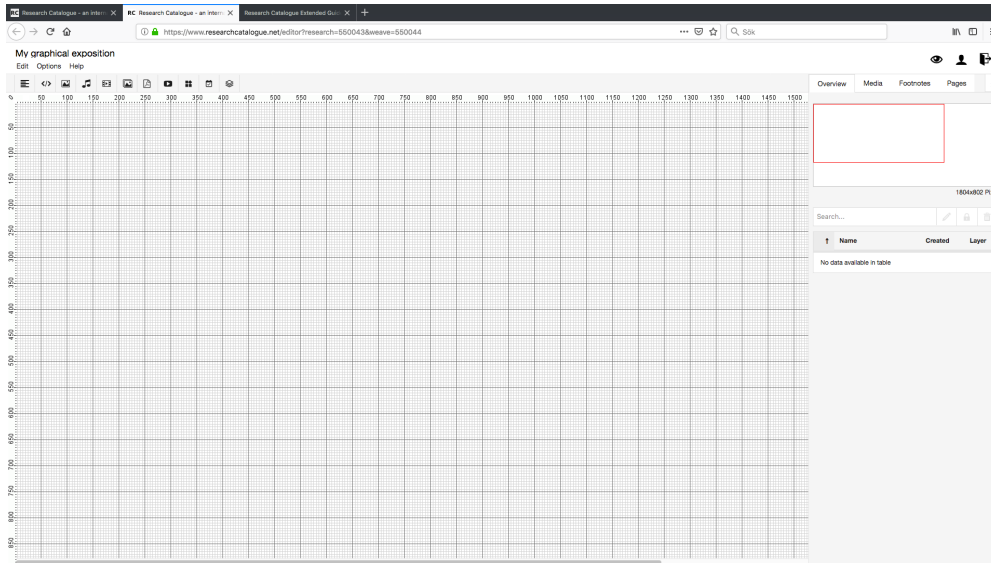 RC Research Catalogue - an intern
RC Research Catalogue - an intern
Research Catalogue Extended Guid
https://www.researchcatalogue.net/editor?research=550043&weave=550044
Sök
My graphical exposition
Edit Options Help
Overview Media Footnotes Pages
0 50 100 150 200 250 300 350 400 450 500 550 600 650 700 750 800 850 900 950 1000 1050 1100 1150 1200 1250 1300 1350 1400 1450 1500
50
100
150
200
250
300
350
400
450
500
550
600
650
700
750
800
850
1804x802 Pi
Search...
Name Created Layer
No data available in table